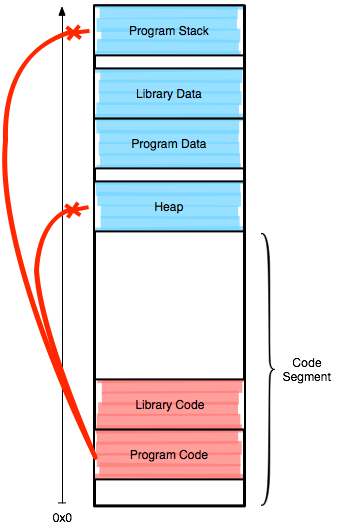 Program Stack
Library Data
Program Data
Heap
Code
Segment
Library Code
Program Code
0x0